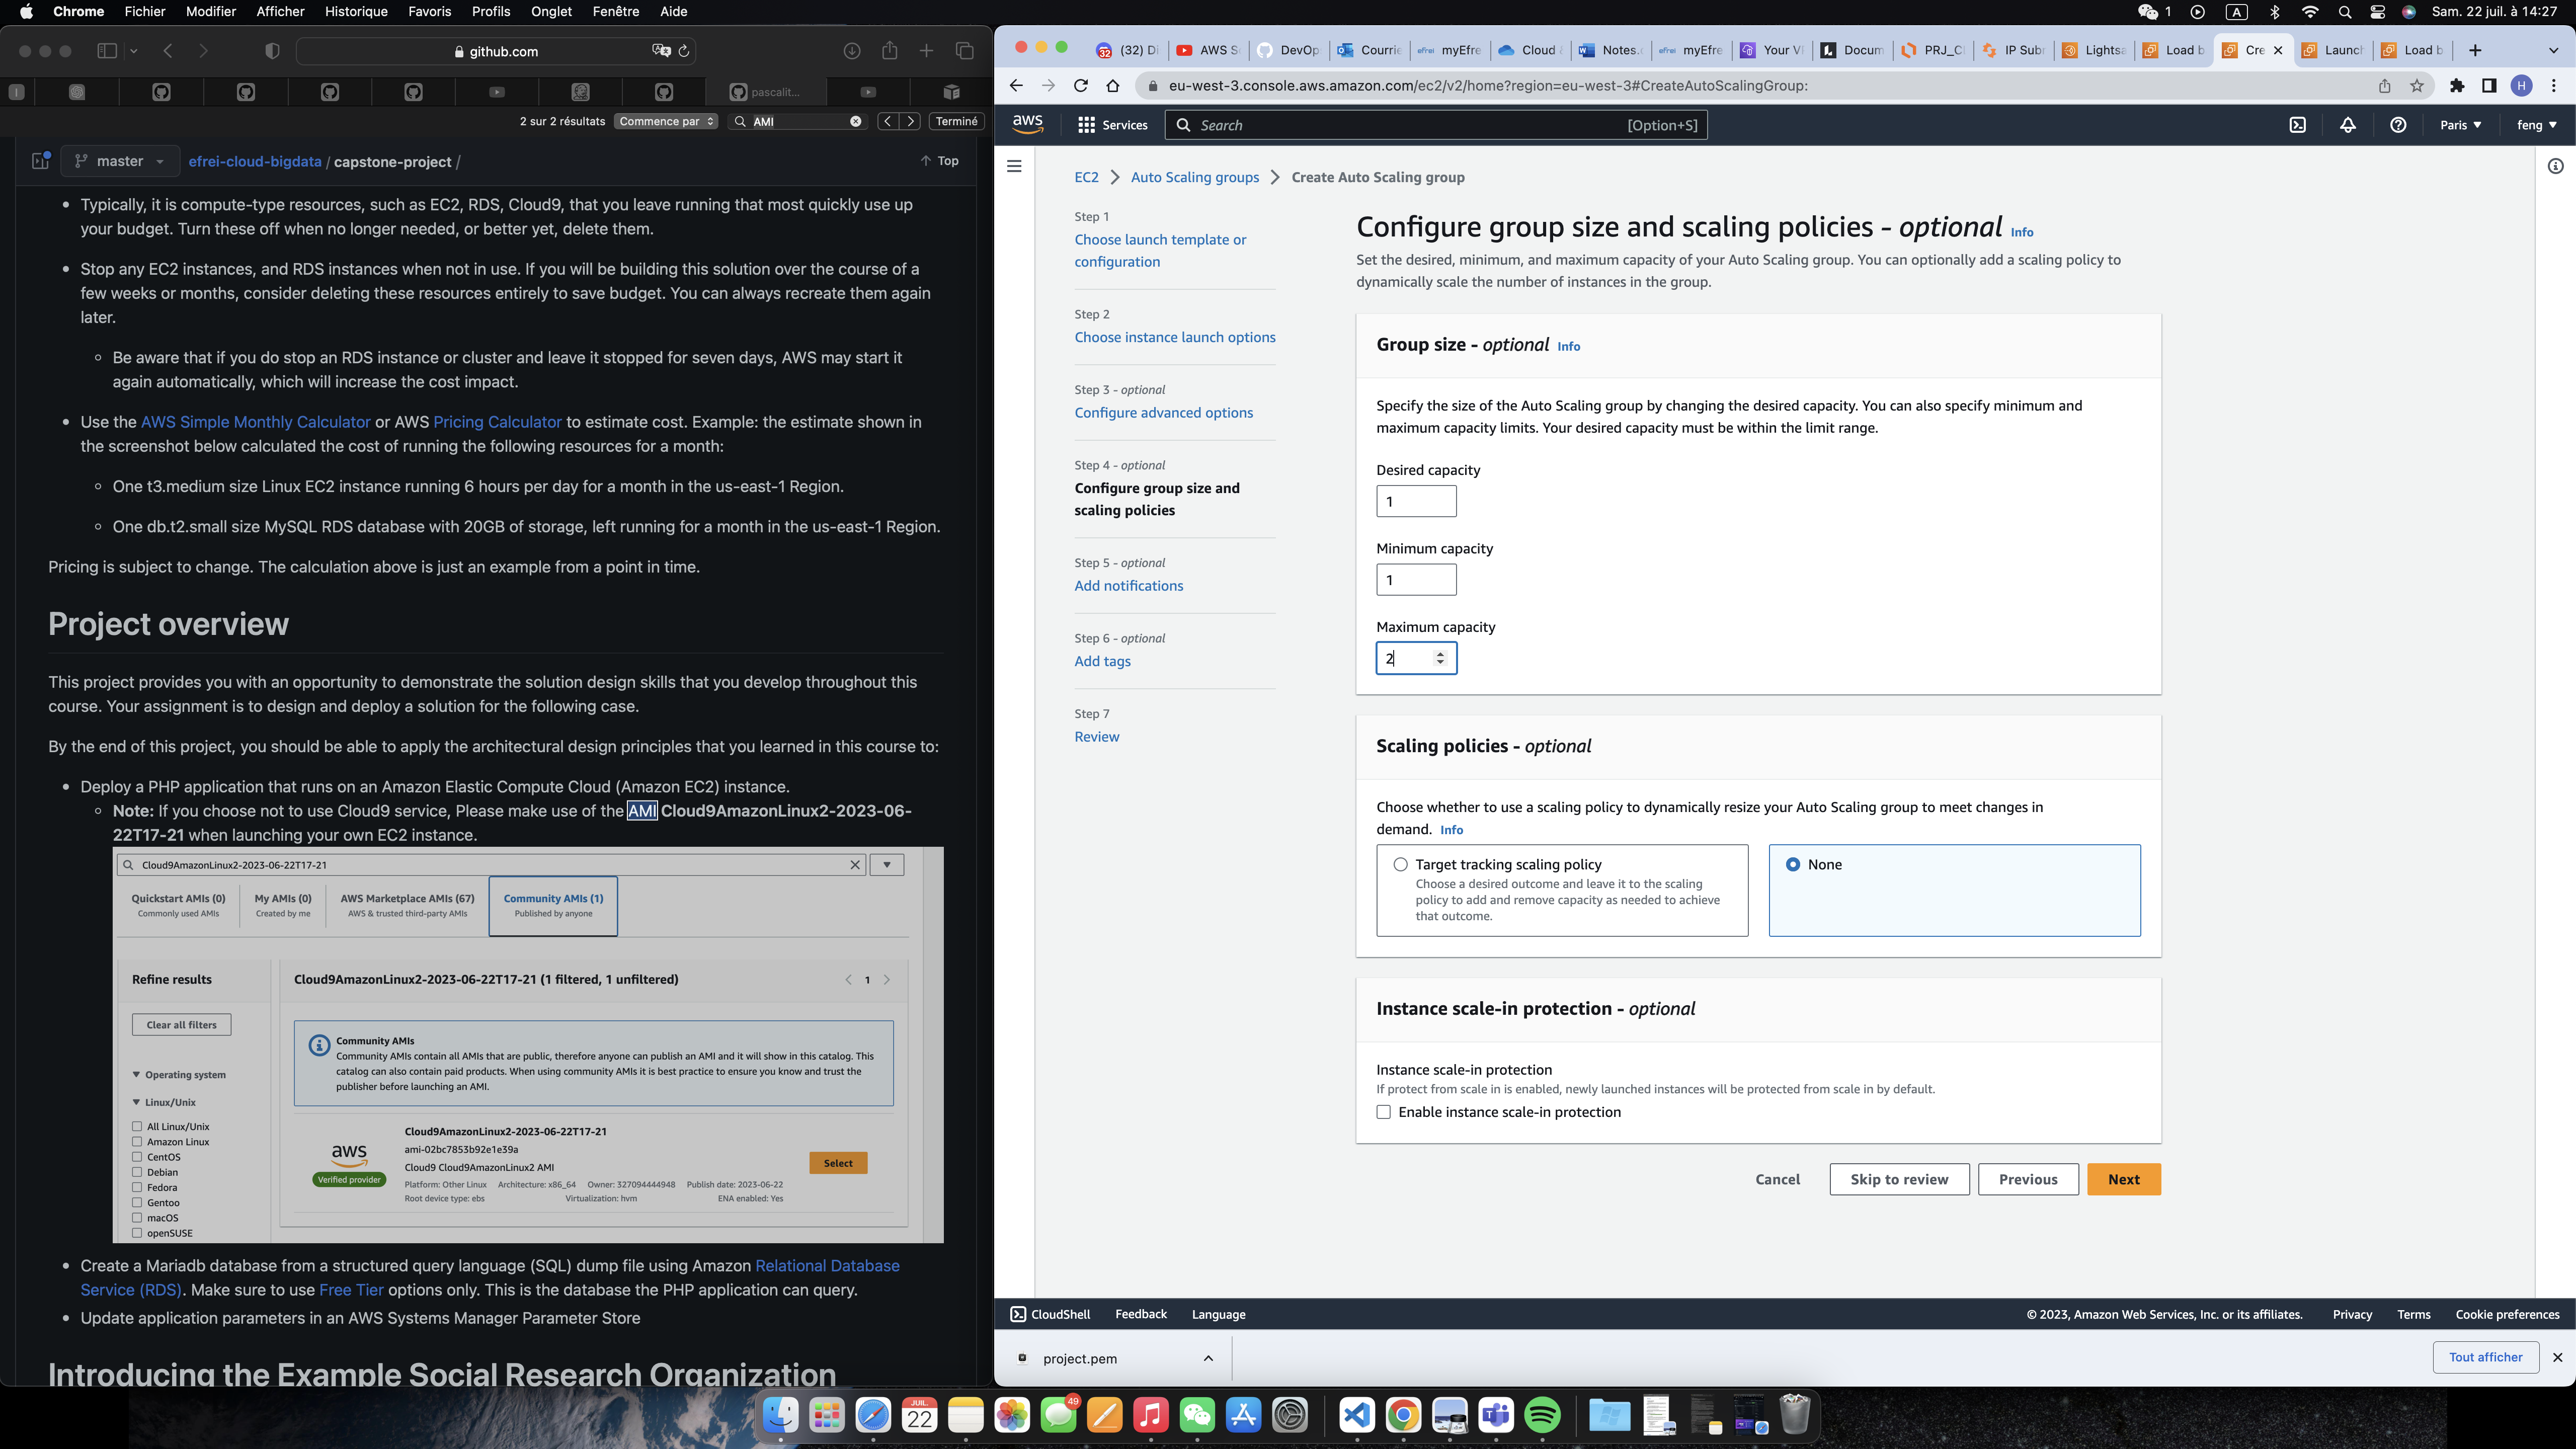 Chrome Fichier Modifier Afficher Historique Favoris Profils Onglet Fenêtre Aide
1 A Sam. 22 juil. à 14:27
github.com
pascalit...
2 sur 2 résultats Commence par AMI Terminé
master efrei-cloud-bigdata / capstone-project / Top
Typically, it is compute-type resources, such as EC2, RDS, Cloud9, that you leave running that most quickly use up
your budget. Turn these off when no longer needed, or better yet, delete them.
Stop any EC2 instances, and RDS instances when not in use. If you will be building this solution over the course of a
few weeks or months, consider deleting these resources entirely to save budget. You can always recreate them again
later.
Be aware that if you do stop an RDS instance or cluster and leave it stopped for seven days, AWS may start it
again automatically, which will increase the cost impact.
Use the AWS Simple Monthly Calculator or AWS Pricing Calculator to estimate cost. Example: the estimate shown in
the screenshot below calculated the cost of running the following resources for a month:
One t3.medium size Linux EC2 instance running 6 hours per day for a month in the us-east-1 Region.
One db.t2.small size MySQL RDS database with 20GB of storage, left running for a month in the us-east-1 Region.
Pricing is subject to change. The calculation above is just an example from a point in time.
Project overview
This project provides you with an opportunity to demonstrate the solution design skills that you develop throughout this
course. Your assignment is to design and deploy a solution for the following case.
By the end of this project, you should be able to apply the architectural design principles that you learned in this course to:
Deploy a PHP application that runs on an Amazon Elastic Compute Cloud (Amazon EC2) instance.
Note: If you choose not to use Cloud9 service, Please make use of the AMI Cloud9AmazonLinux2-2023-06-
22T17-21 when launching your own EC2 instance.
Cloud9AmazonLinux2-2023-06-22T17-21
Quickstart AMIs (0) My AMIs (0) AWS Marketplace AMIs (67) Community AMIs (1)
Commonly used AMIs Created by me AWS & trusted third-party AMIs Published by anyone
Refine results
Cloud9AmazonLinux2-2023-06-22T17-21 (1 filtered, 1 unfiltered) 1
Clear all filters
Community AMIs
Community AMIs contain all AMIs that are public, therefore anyone can publish an AMI and it will show in this catalog. This
catalog can also contain paid products. When using community AMIs it is best practice to ensure you know and trust the
publisher before launching an AMI.
Operating system
Linux/Unix
All Linux/Unix
Amazon Linux
CentOS
Debian
Fedora
Gentoo
macOS
openSUSE
aws
Verified provider
Cloud9AmazonLinux2-2023-06-22T17-21
ami-02bc7853b92e1e39a
Cloud9 Cloud9AmazonLinux2 AMI
Platform: Other Linux Architecture: x86_64 Owner: 327094444948 Publish date: 2023-06-22
Root device type: ebs Virtualization: hvm ENA enabled: Yes
Select
Create a Mariadb database from a structured query language (SQL) dump file using Amazon Relational Database
Service (RDS). Make sure to use Free Tier options only. This is the database the PHP application can query.
Update application parameters in an AWS Systems Manager Parameter Store
Introducing the Example Social Research Organization
(32) Di AWS S DevOp Courrie myEfre Cloud Notes. myEfre Your V Docum PRJ_C IP Sub Lights Load b Cre Launch Load b
eu-west-3.console.aws.amazon.com/ec2/v2/home?region=eu-west-3#CreateAutoScalingGroup: H
aws Services Search [Option+S] Paris feng
EC2 Auto Scaling groups Create Auto Scaling group
Step 1
Choose launch template or
configuration
Step 2
Choose instance launch options
Step 3 - optional
Configure advanced options
Step 4 - optional
Configure group size and
scaling policies
Step 5 - optional
Add notifications
Step 6 - optional
Add tags
Step 7
Review
Configure group size and scaling policies - optional Info
Set the desired, minimum, and maximum capacity of your Auto Scaling group. You can optionally add a scaling policy to
dynamically scale the number of instances in the group.
Group size - optional Info
Specify the size of the Auto Scaling group by changing the desired capacity. You can also specify minimum and
maximum capacity limits. Your desired capacity must be within the limit range.
Desired capacity
1
Minimum capacity
1
Maximum capacity
2
Scaling policies - optional
Choose whether to use a scaling policy to dynamically resize your Auto Scaling group to meet changes in
demand. Info
Target tracking scaling policy
Choose a desired outcome and leave it to the scaling
policy to add and remove capacity as needed to achieve
that outcome.
None
Instance scale-in protection - optional
Instance scale-in protection
If protect from scale in is enabled, newly launched instances will be protected from scale in by default.
Enable instance scale-in protection
Cancel Skip to review Previous Next
CloudShell Feedback Language © 2023, Amazon Web Services, Inc. or its affiliates. Privacy Terms Cookie preferences
project.pem Tout afficher
JUIL. 22
49